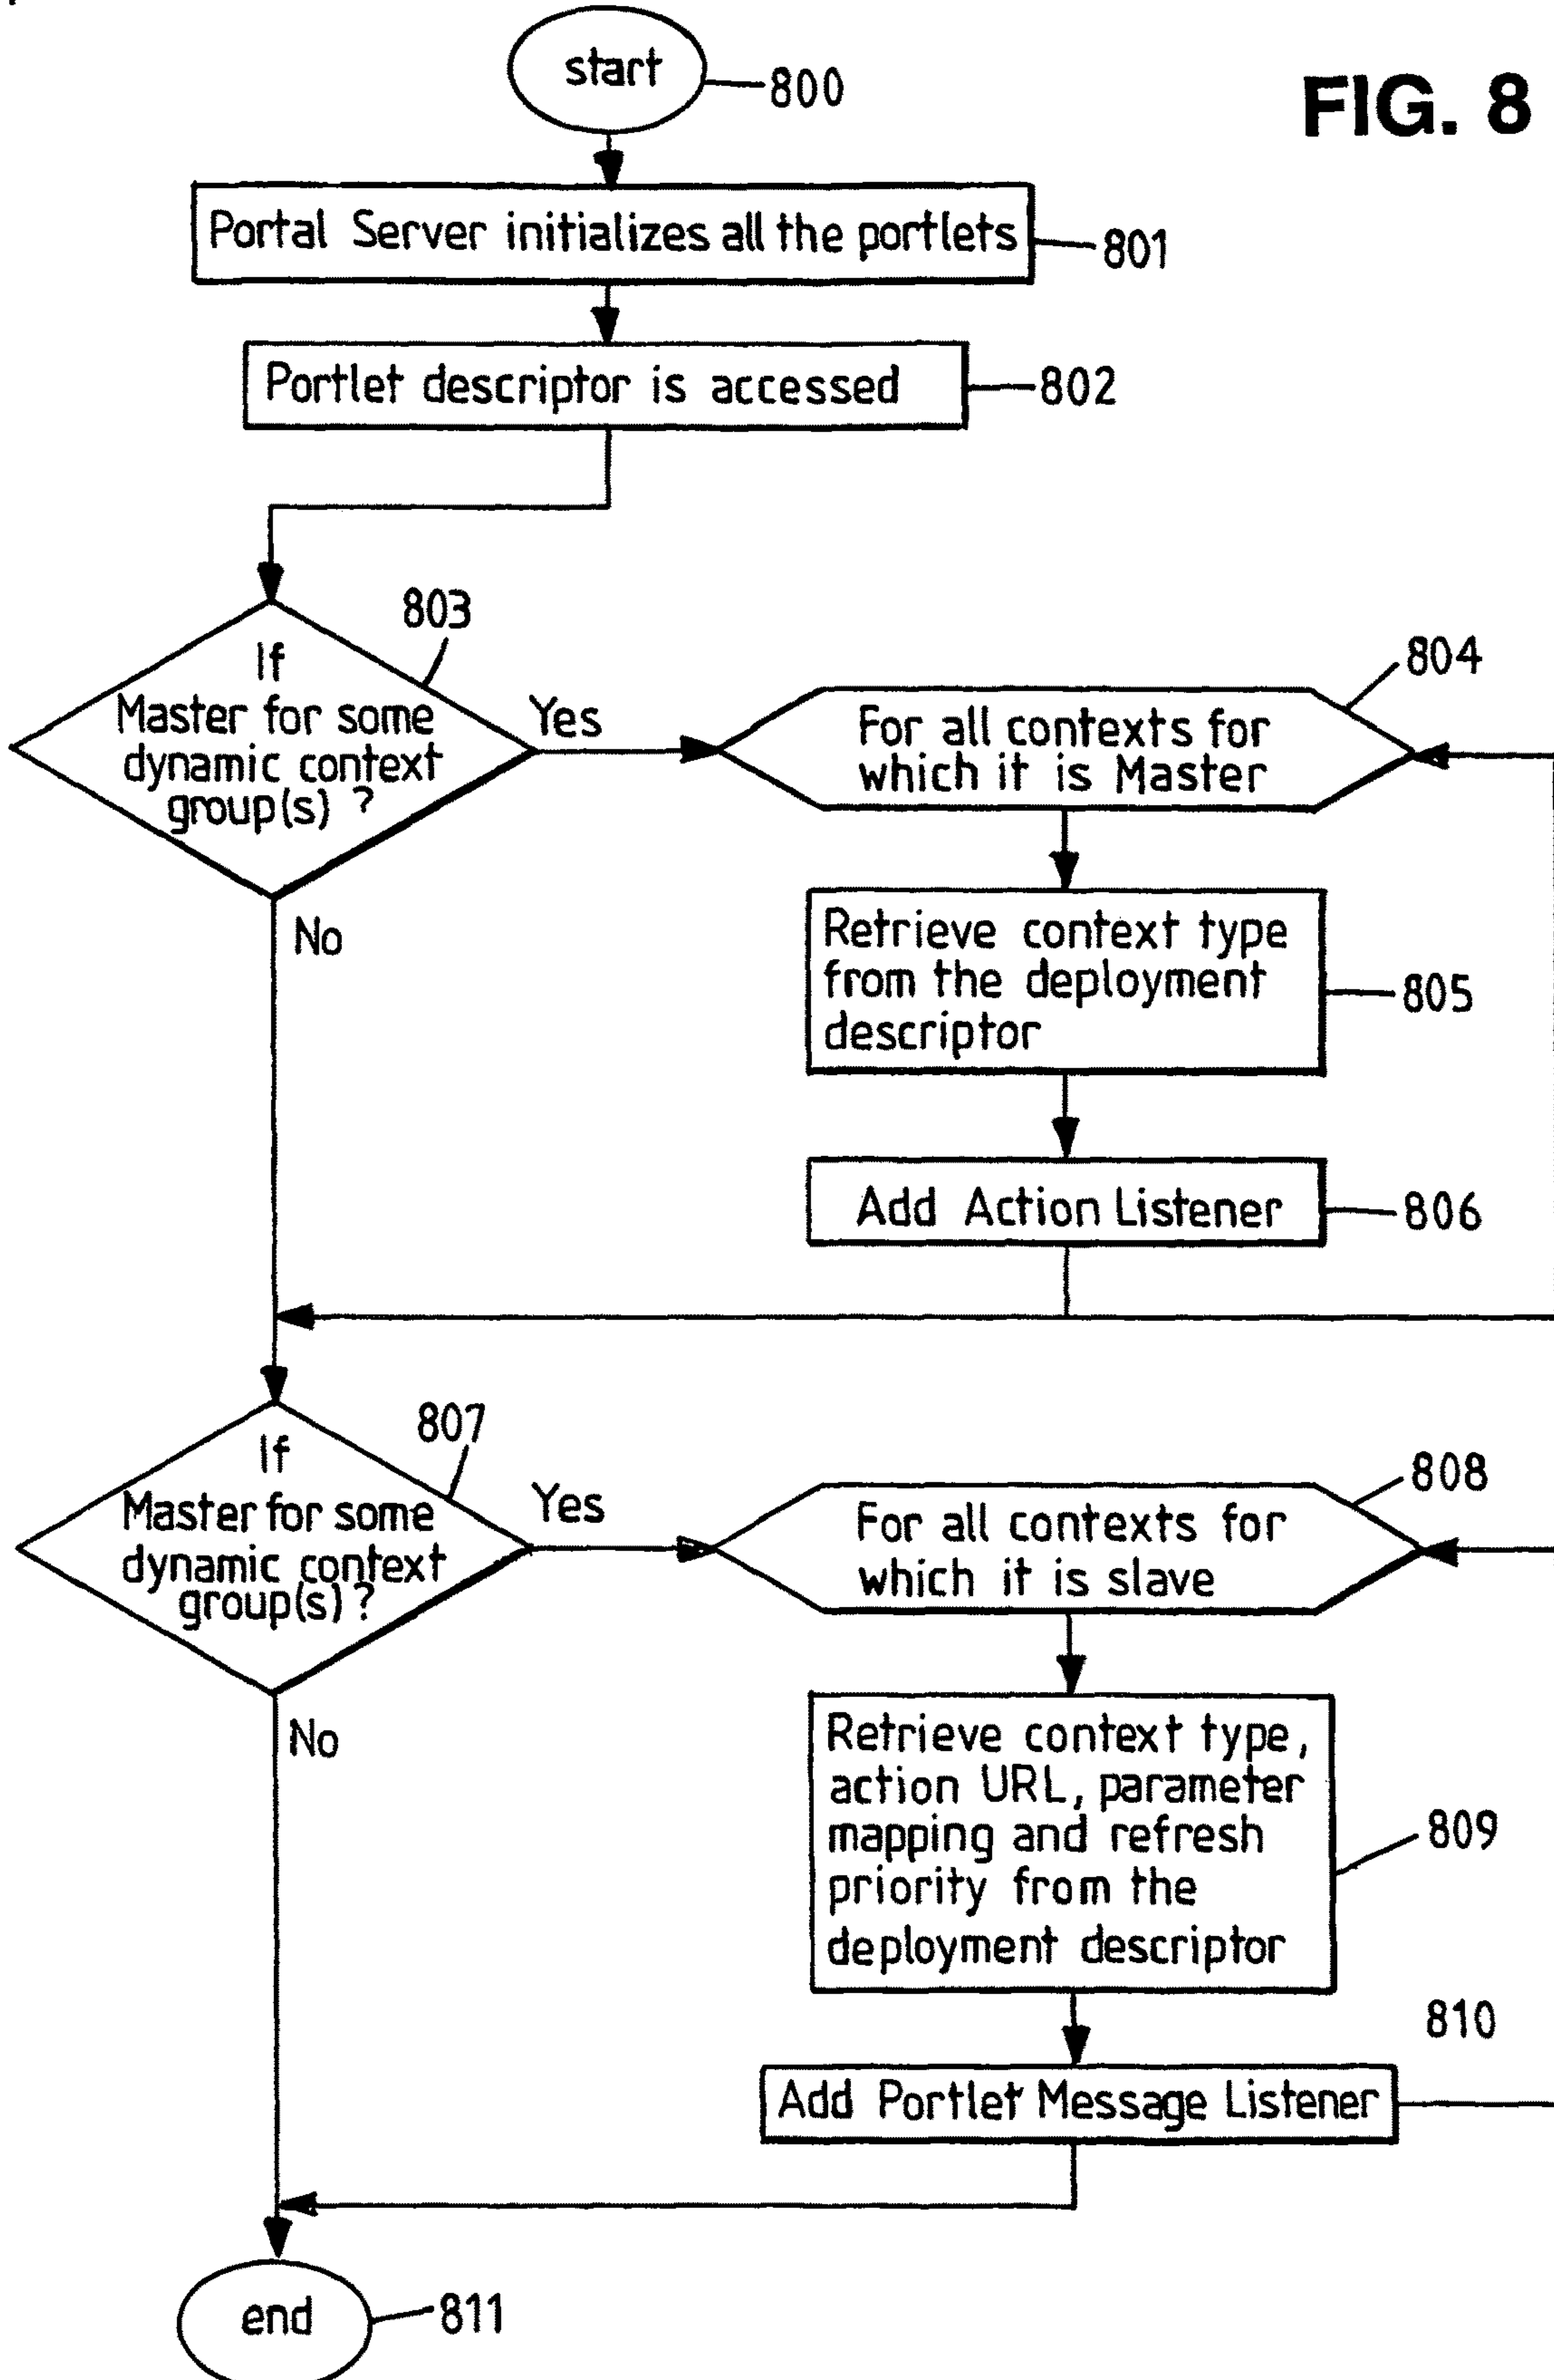 FIG. 8
start
800
Portal Server initializes all the portlets
801
Portlet descriptor is accessed
802
803
If
Master for some
dynamic context
group(s) ?
Yes
No
804
For all contexts for
which it is Master
Retrieve context type
from the deployment
descriptor
805
Add Action Listener
806
807
If
Master for some
dynamic context
group(s) ?
Yes
No
808
For all contexts for
which it is slave
Retrieve context type,
action URL, parameter
mapping and refresh
priority from the
deployment descriptor
809
810
Add Portlet Message Listener
end
811